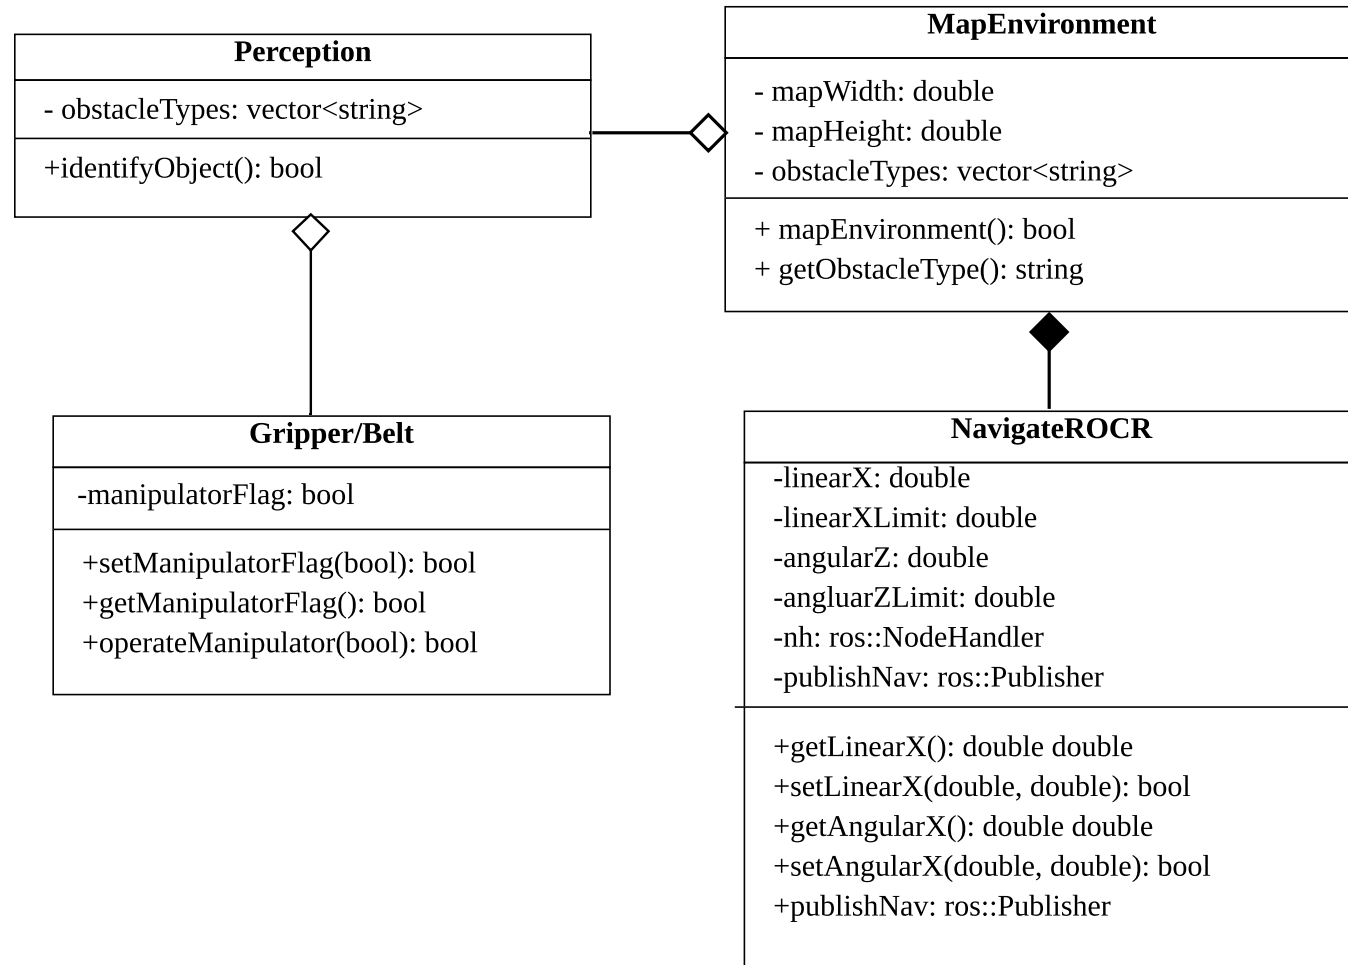 Perception
- obstacleTypes: vector<string>
+identifyObject(): bool
MapEnvironment
- mapWidth: double
- mapHeight: double
- obstacleTypes: vector<string>
+ mapEnvironment(): bool
+ getObstacleType(): string
Gripper/Belt
-manipulatorFlag: bool
+setManipulatorFlag(bool): bool
+getManipulatorFlag(): bool
+operateManipulator(bool): bool
NavigateROCR
-linearX: double
-linearXLimit: double
-angularZ: double
-angluarZLimit: double
-nh: ros::NodeHandler
-publishNav: ros::Publisher
+getLinearX(): double double
+setLinearX(double, double): bool
+getAngularX(): double double
+setAngularX(double, double): bool
+publishNav: ros::Publisher